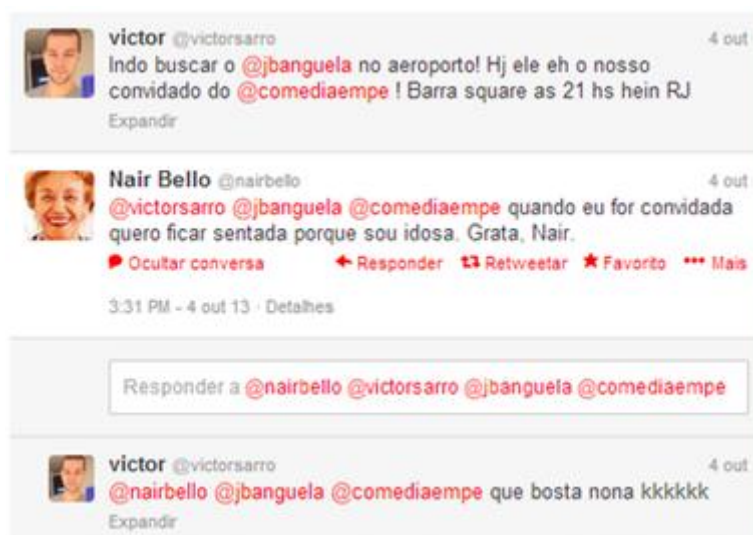 victor @victorsarro 4 out
Indo buscar o @jbanguela no aeroporto! Hj ele eh o nosso
convidado do @comediaempe ! Barra square as 21 hs hein RJ
Expandir
Nair Bello @nairbello 4 out
@victorsarro @jbanguela @comediaempe quando eu for convidada
quero ficar sentada porque sou idosa. Grata, Nair.
Ocultar conversa Responder Retweetar Favorito Mais
3:31 PM - 4 out 13 · Detalhes
Responder a @nairbello @victorsarro @jbanguela @comediaempe
victor @victorsarro 4 out
@nairbello @jbanguela @comediaempe que bosta nona kkkkkk
Expandir